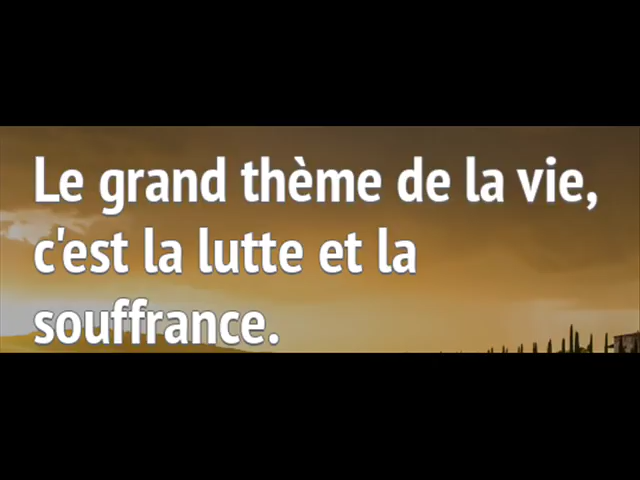 Le grand thème de la vie,
c'est la lutte et la
souffrance.